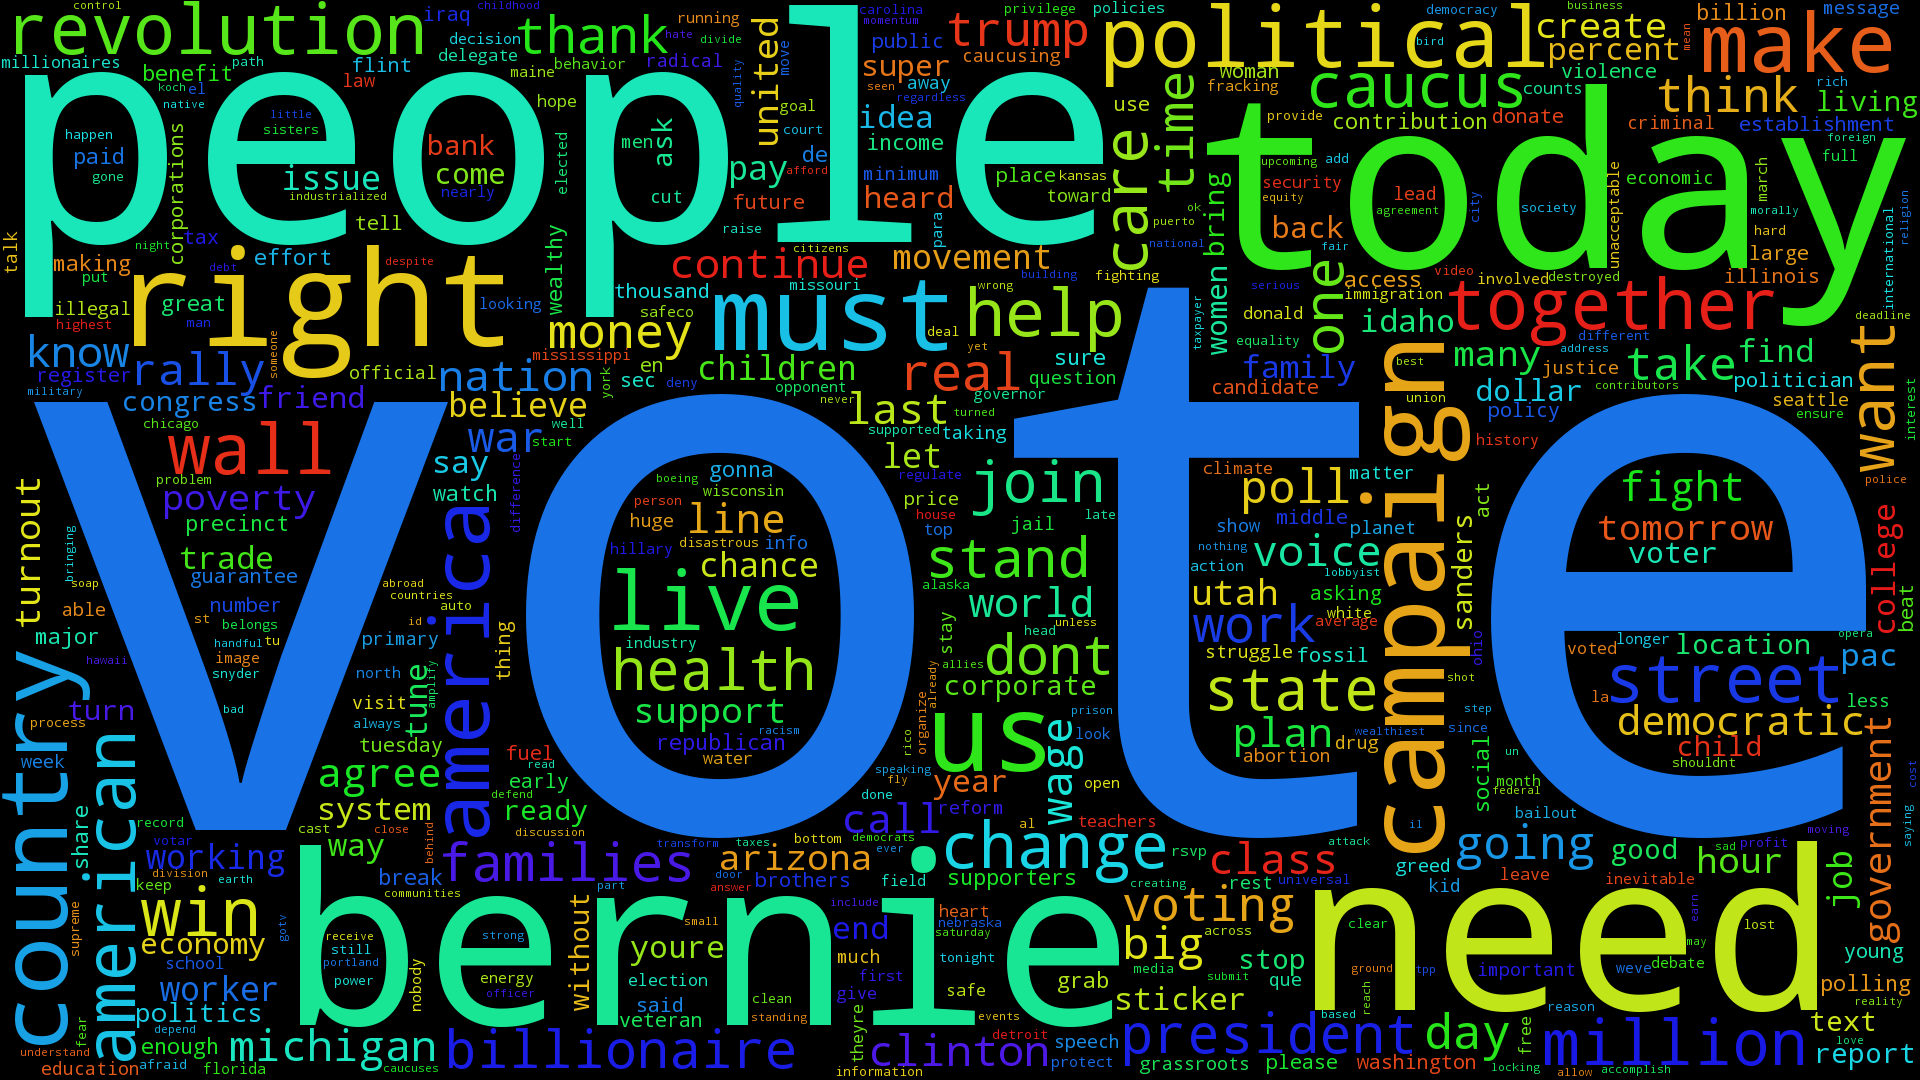 control
childhood
revolution
iraq
decision
delegate
thank
running
hate
divide
carolina
momentum
privilege
policies
democracy
business
message
millionaires
path
benefit
flint
law
maine
behavior
radical
public
trump
caucusing
political
create
percent
billion
make
koch
el
native
hope
quality
move
united
super
seen
away
regardless
goal
court
idea
income
use
woman
fracking
bird
caucus
counts
violence
think
rich
living
people
happen
paid
gone
little
sisters
bank
come
nearly
issue
industrialized
corporations
elected
men
ask
cut
pay
de
afford
minimum
future
heard
place
kansas
toward
care
time
provide
contribution
donate
criminal
establishment
foreign
full
today
upcoming
add
security
equity
lead
agreement
city
society
unacceptable
economic
march
morally
religion
talk
tell
tax
night
raise
para
citizens
ok
puerto
national
bring
back
fair
hard
large
international
making
put
effort
debt
despite
wealthy
continue
movement
building
fighting
serious
access
video
involved
destroyed
illinois
illegal
highest
great
man
right
looking
thousand
safeco
missouri
must
wrong
deal
yet
help
taxpayer
women
donald
equality
one
immigration
idaho
together
different
deadline
know
register
military
rally
someone
official
money
mississippi
nation
en
sec
york
children
deny
opponent
never
real
sure
question
governor
family
candidate
best
union
many
dollar
policy
address
justice
contributors
take
find
politician
seattle
ensure
want
interest
congress
friend
chicago
believe
well
start
war
last
turned
supported
taking
let
regulate
history
police
wall
problem
poverty
precinct
trade
guarantee
say
watch
difference
america
boeing
gonna
wisconsin
person
huge
line
disastrous
info
hillary
chance
price
house
top
join
jail
late
climate
poll
matter
middle
planet
show
nothing
action
voice
lobbyist
campaign
act
sanders
fight
tomorrow
voter
college
beat
turnout
bringing
soap
able
major
hawaii
number
st
belongs
handful
tu
image
snyder
bad
abroad
countries
auto
id
primary
north
thing
vote
live
industry
health
support
republican
racism
water
stand
alaska
world
head
unless
stay
allies
dont
corporate
already
organize
utah
asking
white
average
work
struggle
fossil
ohio
shot
state
voted
longer
location
opera
pac
la
street
less
country
turn
process
week
american
visit
always
tune
amplify
tuesday
fuel
read
early
agree
system
defend
ready
rico
us
speaking
fly
year
done
prison
look
wage
open
plan
drug
wealthiest
abortion
step
since
social
un
month
federal
democratic
child
shouldnt
government
cost
share
record
votar
cast
close
behind
way
discussion
transform
taxes
bottom
call
reform
democrats
ever
al
teachers
change
rsvp
attack
il
bailout
greed
going
good
sad
profit
moving
saying
working
division
keep
earth
break
communities
families
part
door
answer
arizona
brothers
field
supporters
creating
class
rest
universal
kid
leave
inevitable
hour
job
win
supreme
economy
gotv
school
worker
politics
bernie
receive
still
portland
power
strong
energy
officer
nobody
without
small
youre
said
veteran
election
clean
standing
include
end
much
first
give
heart
nebraska
saturday
tonight
safe
events
grab
voting
across
big
media
submit
sticker
stop
que
clear
ground
tpp
reach
based
need
important
reason
weve
may
debate
earn
lost
young
polling
reality
text
love
report
fear
depend
understand
education
enough
afraid
florida
michigan
caucuses
billionaire
theyre
information
clinton
detroit
speech
protect
president
grassroots
please
free
day
washington
locking
million
allow
accomplish